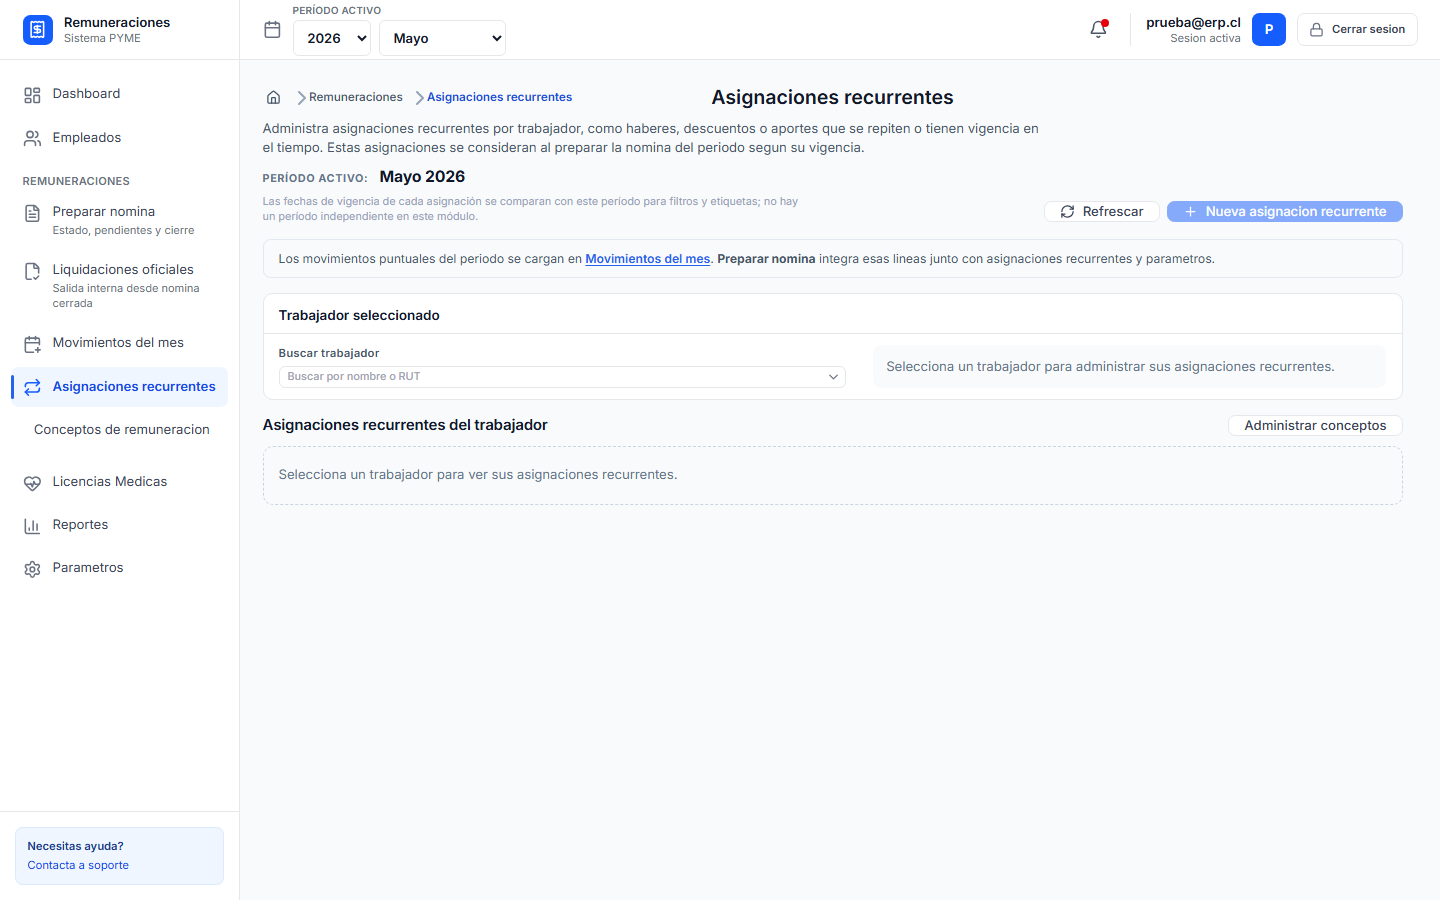 Remuneraciones
Sistema PYME
PERÍODO ACTIVO
2026
Mayo
prueba@erp.cl
Sesion activa
P
Cerrar sesion
Dashboard
Empleados
REMUNERACIONES
Preparar nomina
Estado, pendientes y cierre
Liquidaciones oficiales
Salida interna desde nomina
cerrada
Movimientos del mes
Asignaciones recurrentes
Conceptos de remuneracion
Licencias Medicas
Reportes
Parametros
Necesitas ayuda?
Contacta a soporte
Remuneraciones
Asignaciones recurrentes
Asignaciones recurrentes
Administra asignaciones recurrentes por trabajador, como haberes, descuentos o aportes que se repiten o tienen vigencia en
el tiempo. Estas asignaciones se consideran al preparar la nomina del periodo segun su vigencia.
PERÍODO ACTIVO: Mayo 2026
Las fechas de vigencia de cada asignación se comparan con este periodo para filtros y etiquetas; no hay
un período independiente en este módulo.
Refrescar
Nueva asignacion recurrente
Los movimientos puntuales del periodo se cargan en Movimientos del mes. Preparar nomina integra esas lineas junto con asignaciones recurrentes y parametros.
Trabajador seleccionado
Buscar trabajador
Buscar por nombre o RUT
Selecciona un trabajador para administrar sus asignaciones recurrentes.
Asignaciones recurrentes del trabajador
Administrar conceptos
Selecciona un trabajador para ver sus asignaciones recurrentes.